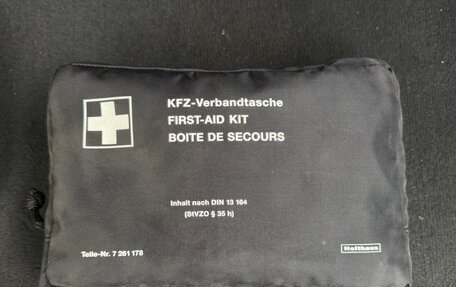 KFZ-Verbandtasche
FIRST-AID KIT
BOITE DE SECOURS
Inhalt nach DIN 13 164
(StVZO § 35 h)
Teile-Nr. 7 261 178
Holthaus